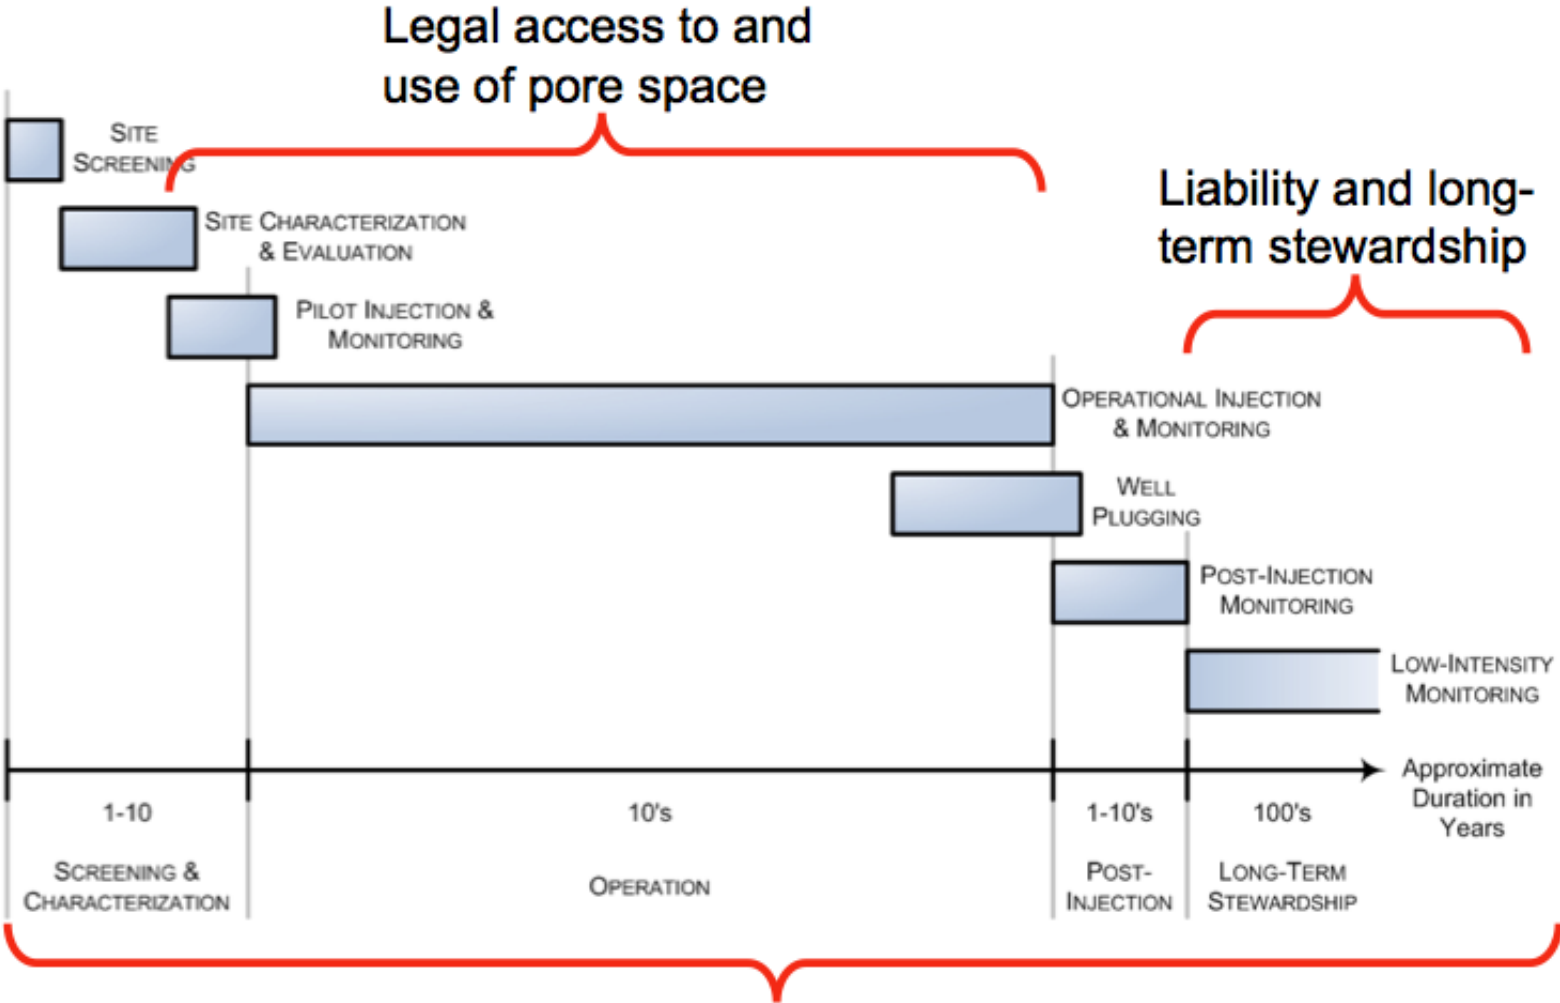 Legal access to and
use of pore space
SITE
SCREENING
Liability and long-
term stewardship
SITE CHARACTERIZATION
& EVALUATION
PILOT INJECTION &
MONITORING
OPERATIONAL INJECTION
& MONITORING
WELL
PLUGGING
POST-INJECTION
MONITORING
LOW-INTENSITY
MONITORING
Approximate
Duration in
Years
1-10
10's
1-10's
100's
SCREENING &
CHARACTERIZATION
OPERATION
POST-
INJECTION
LONG-TERM
STEWARDSHIP